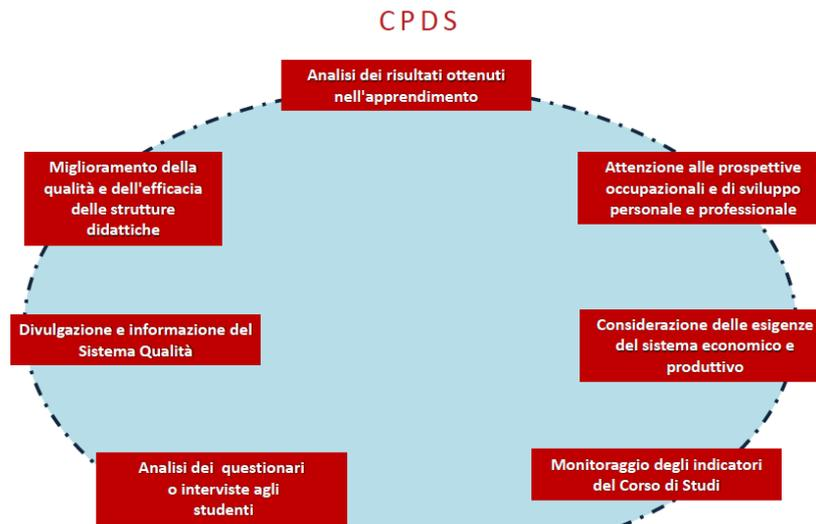 CPDS
Analisi dei risultati ottenuti
nell'apprendimento
Miglioramento della
qualità e dell'efficacia
delle strutture
didattiche
Attenzione alle prospettive
occupazionali e di sviluppo
personale e professionale
Divulgazione e informazione del
Sistema Qualità
Considerazione delle esigenze
del sistema economico e
produttivo
Analisi dei questionari
o interviste agli
studenti
Monitoraggio degli indicatori
del Corso di Studi